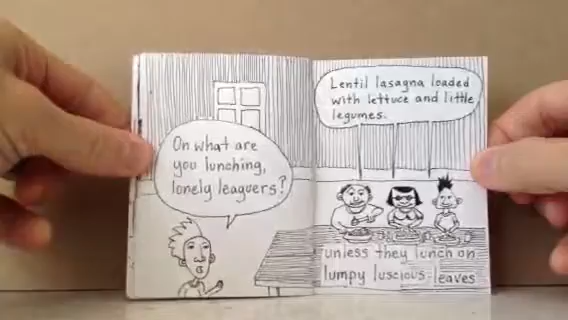 On what are
you lunching,
lonely leaguers?
Lentil lasagna loaded
with lettuce and little
legumes.
unless they lunch on
lumpy luscious leaves